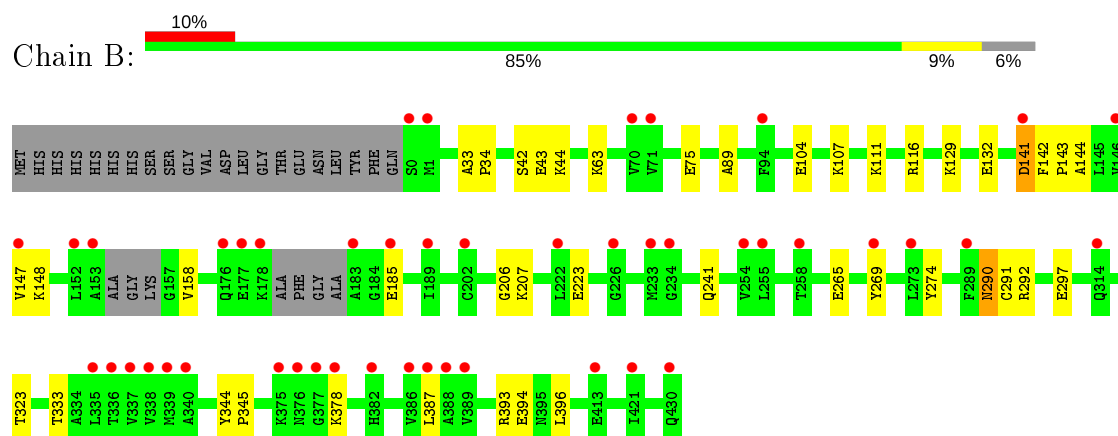 10%
Chain B:
85% 9% 6%
MET HIS HIS HIS HIS HIS HIS SER SER GLY VAL ASP LEU GLY THR GLU ASN LEU TYR PHE GLN S0 M1 A33 P34 S42 E43 K44 K63 V70 V71 E75 A89 F94 E104 K107 K111 R116 K129 E132 D141 F142 P143 A144 L145 V146
V147 K148 L152 A153 ALA GLY LYS G157 V158 Q176 E177 K178 ALA PHE GLY ALA A183 G184 E185 I189 C202 G206 K207 L222 E223 G226 M233 G234 Q241 V254 L255 T258 E265 Y269 L273 Y274 F289 N290 C291 R292 E297 Q314
T323 T333 A334 L335 T336 V337 V338 M339 A340 Y344 P345 K375 N376 G377 K378 H382 V386 L387 A388 V389 R393 E394 N395 L396 E413 I421 Q430